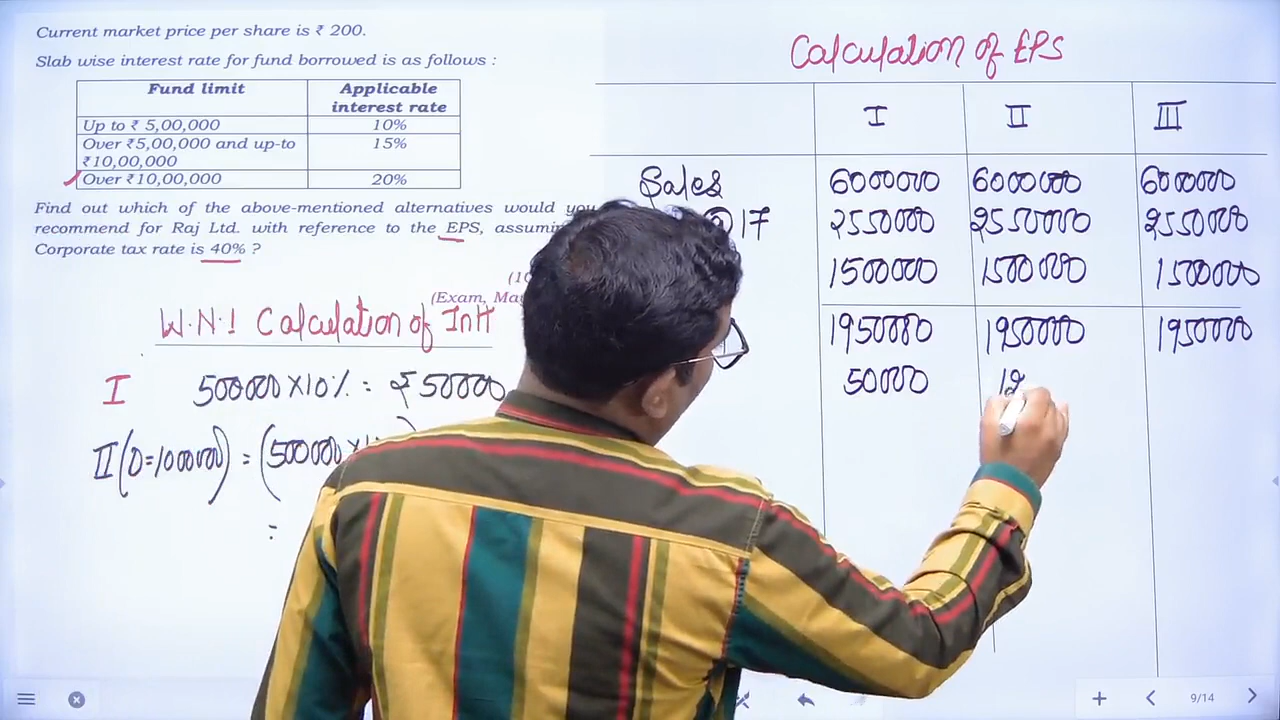 Current market price per share is ₹ 200.
Slab wise interest rate for fund borrowed is as follows :
Fund limit Applicable interest rate
Up to ₹ 5,00,000 10%
Over ₹5,00,000 and up-to ₹10,00,000 15%
Over ₹10,00,000 20%
Find out which of the above-mentioned alternatives would you
recommend for Raj Ltd. with reference to the EPS,
Corporate tax rate is 40% ?
(Exam,
W.N.1 Calculation of Int
I 500000 X10% = ₹50000
II (D=1000000) = (500000 X
=
Calculation of EPS
I II III
Sales 6000000 6000000 6000000
17 2550000 2550000 2550000
1500000 1500000 1500000
1950000 1950000 1950000
50000 12
9/14